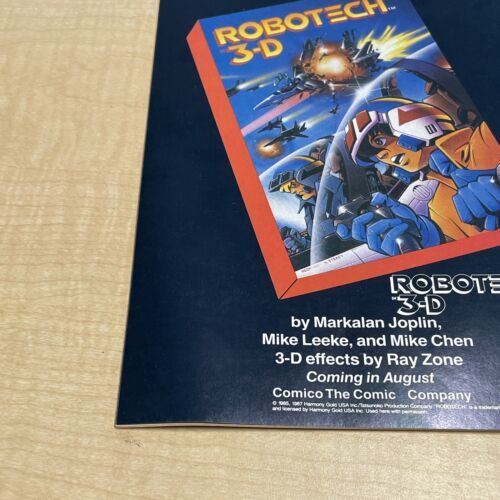 ROBOTECH™
3-D
ROBOTE
3-D
by Markalan Joplin,
Mike Leeke, and Mike Chen
3-D effects by Ray Zone
Coming in August
Comico The Comic Company
© 1985, 1987 Harmony Gold USA Inc./Tatsunoko Production Company "ROBOTECH" is a
and licensed by Harmony Gold USA Inc. Used here with permission.